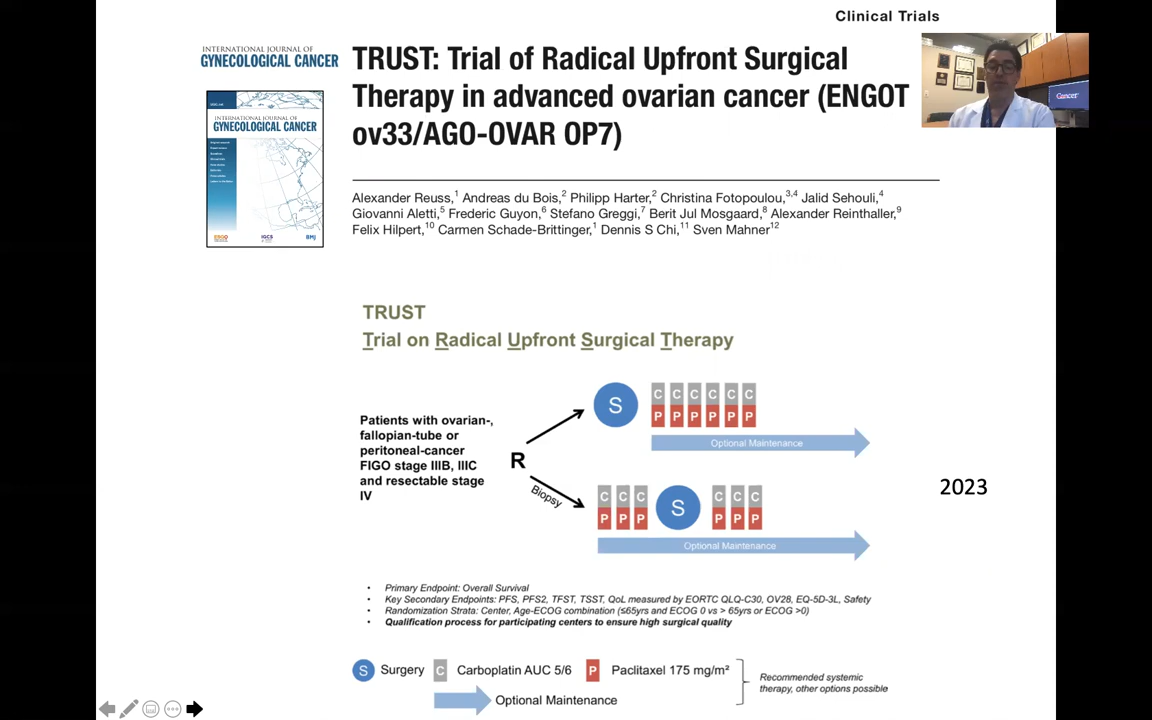 Clinical Trials
INTERNATIONAL JOURNAL OF
GYNECOLOGICAL CANCER
TRUST: Trial of Radical Upfront Surgical
Therapy in advanced ovarian cancer (ENGOT
ov33/AGO-OVAR OP7)
INTERNATIONAL JOURNAL OF
GYNECOLOGICAL CANCER
IGCS
BMJ
Cancer
Alexander Reuss,1 Andreas du Bois,2 Philipp Harter,2 Christina Fotopoulou,3,4 Jalid Sehouli,4
Giovanni Aletti,5 Frederic Guyon,6 Stefano Greggi,7 Berit Jul Mosgaard,8 Alexander Reinthaller,9
Felix Hilpert,10 Carmen Schade-Brittinger,1 Dennis S Chi,11 Sven Mahner12
TRUST
Trial on Radical Upfront Surgical Therapy
Patients with ovarian-,
fallopian-tube or
peritoneal-cancer
FIGO stage IIIB, IIIC
and resectable stage
IV
R
Biopsy
S
C C C C C C
P P P P P P
Optional Maintenance
C C C S C C C
P P P P P P
Optional Maintenance
2023
• Primary Endpoint: Overall Survival
• Key Secondary Endpoints: PFS, PFS2, TFST, TSST, QoL measured by EORTC QLQ-C30, OV28, EQ-5D-3L, Safety
• Randomization Strata: Center, Age-ECOG combination (≤65yrs and ECOG 0 vs > 65yrs or ECOG >0)
• Qualification process for participating centers to ensure high surgical quality
S Surgery C Carboplatin AUC 5/6 P Paclitaxel 175 mg/m²
Optional Maintenance
Recommended systemic
therapy, other options possible